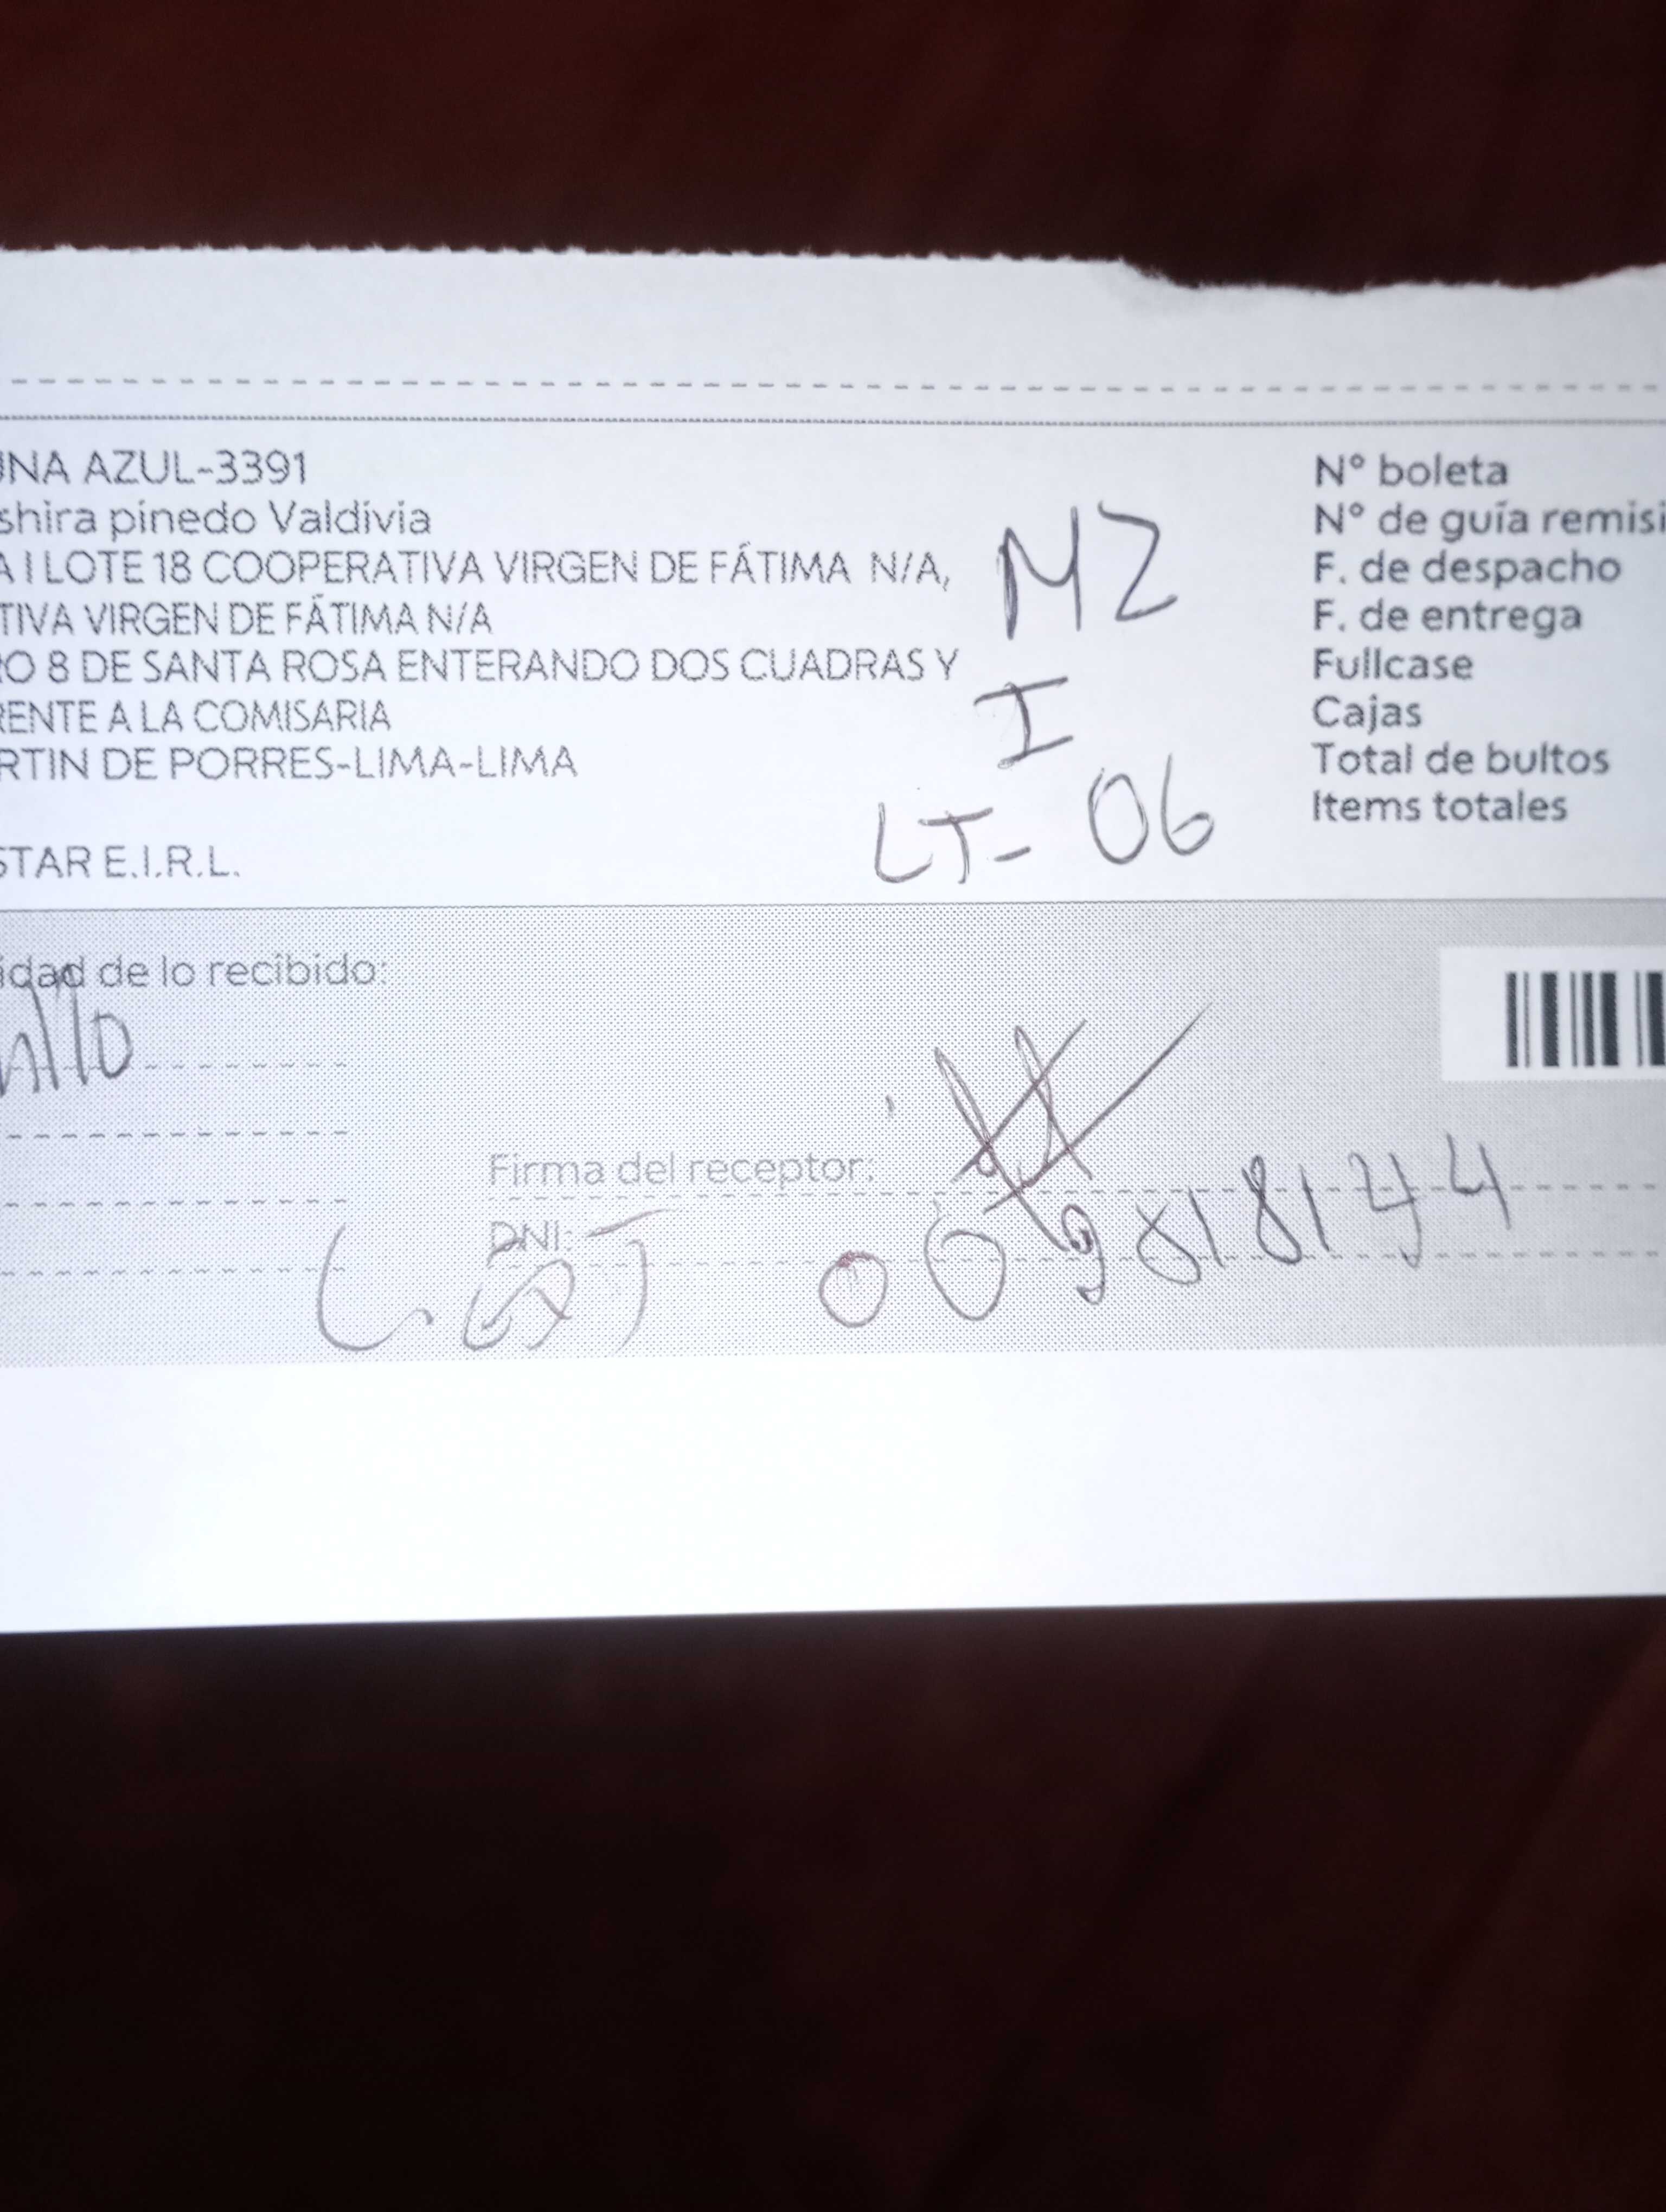 UNA AZUL-3391
shira pinedo Valdivia
A I LOTE 18 COOPERATIVA VIRGEN DE FÁTIMA N/A,
TIVA VIRGEN DE FÁTIMA N/A
RO 8 DE SANTA ROSA ENTERANDO DOS CUADRAS Y
RENTE A LA COMISARIA
RTIN DE PORRES-LIMA-LIMA
STAR E.I.R.L.
MZ
I
LT- 06
N° boleta
N° de guía remisi
F. de despacho
F. de entrega
Fullcase
Cajas
Total de bultos
Items totales
idad de lo recibido:
Firma del receptor:
DNI:
009818144